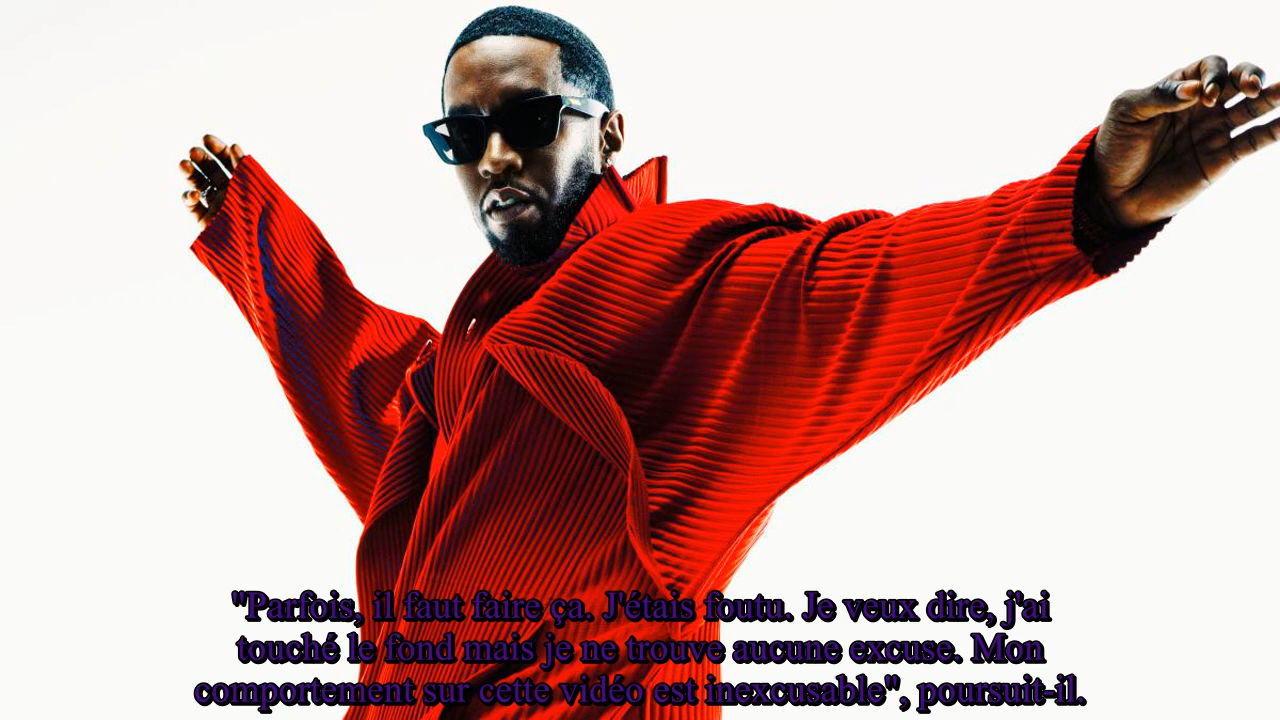 "Parfois, il faut faire ça. J'étais foutu. Je veux dire, j'ai
touché le fond mais je ne trouve aucune excuse. Mon
comportement sur cette vidéo est inexcusable", poursuit-il.